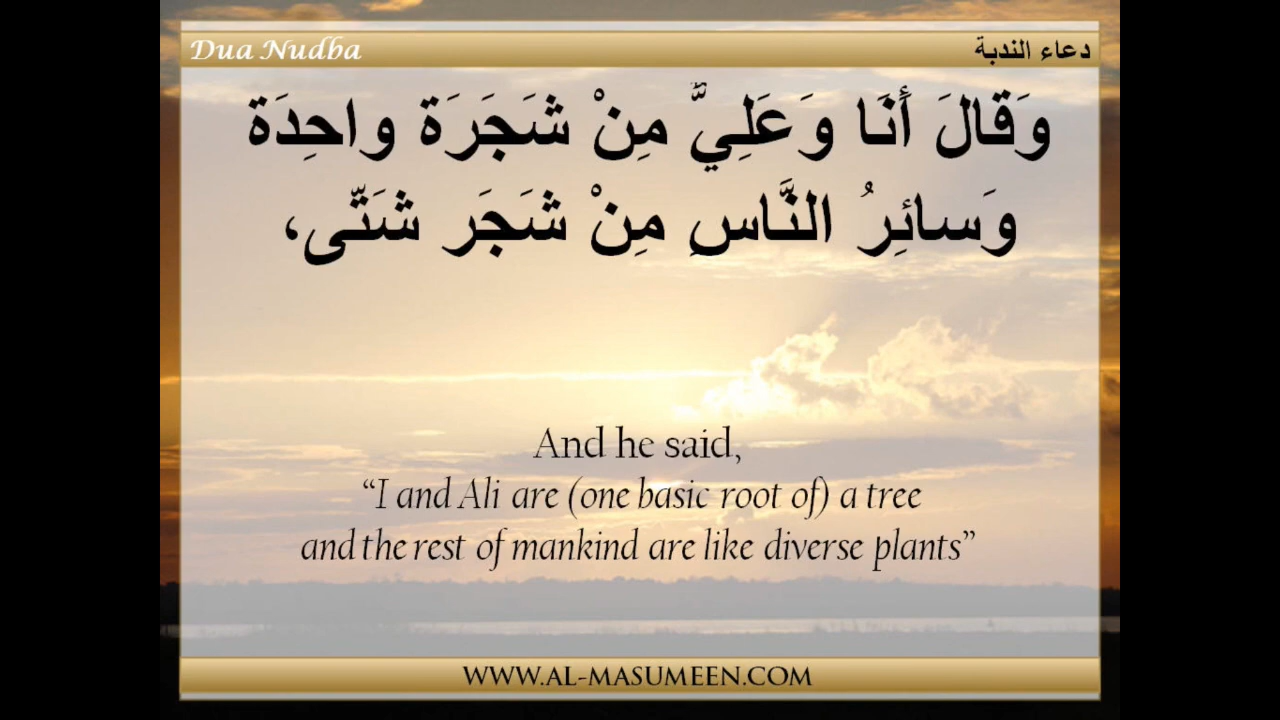 Dua Nudba
دعاء الندبة
وَقالَ أَنَا وَعَلِيٌّ مِنْ شَجَرَة واحِدَة
وَسائِرُ النَّاسِ مِنْ شَجَر شَتّى،
And he said,
“I and Ali are (one basic root of) a tree
and the rest of mankind are like diverse plants”
WWW.AL-MASUMEEN.COM